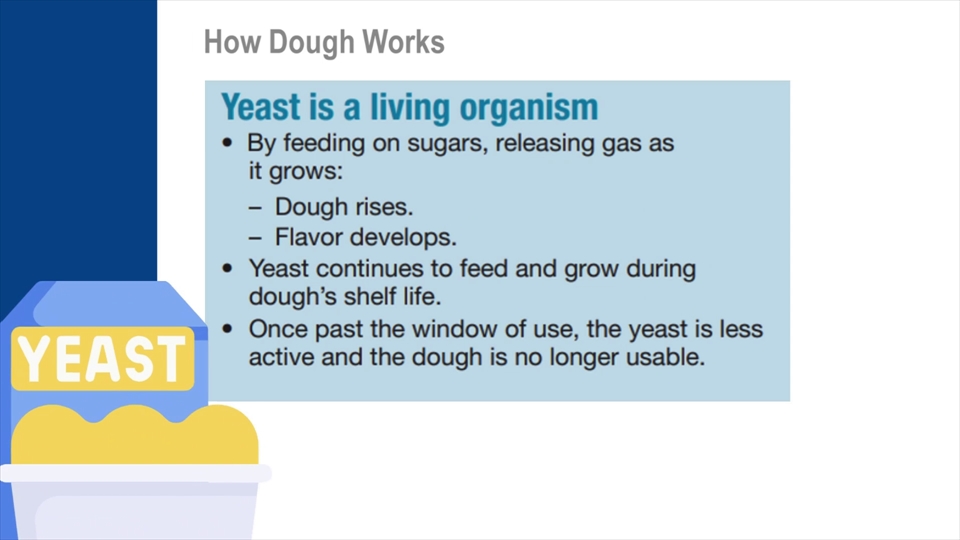 How Dough Works
Yeast is a living organism
• By feeding on sugars, releasing gas as
it grows:
– Dough rises.
– Flavor develops.
• Yeast continues to feed and grow during
dough’s shelf life.
• Once past the window of use, the yeast is less
active and the dough is no longer usable.
YEAST